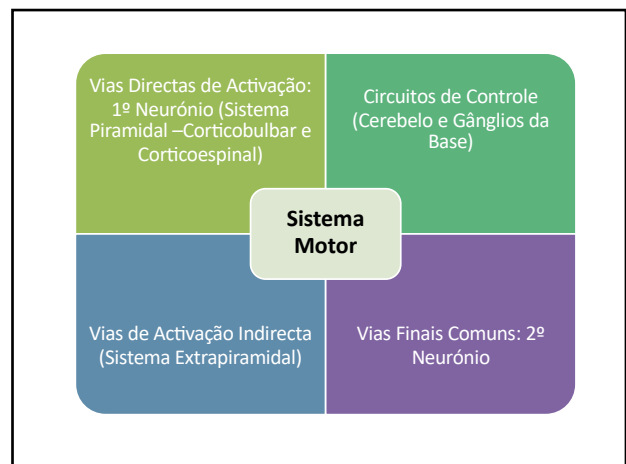 Vias Directas de Activação:
1º Neurónio (Sistema
Piramidal –Corticobulbar e
Corticoespinal)
Circuitos de Controle
(Cerebelo e Gânglios da
Base)
Sistema
Motor
Vias de Activação Indirecta
(Sistema Extrapiramidal)
Vias Finais Comuns: 2º
Neurónio